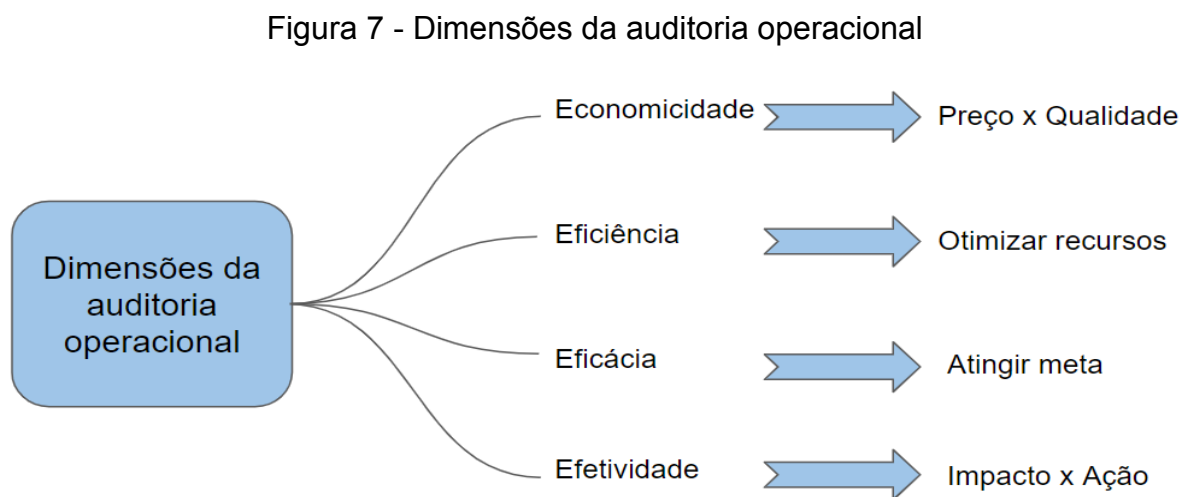 Figura 7 - Dimensões da auditoria operacional
Dimensões da
auditoria
operacional
Economicidade
Preço x Qualidade
Eficiência
Otimizar recursos
Eficácia
Atingir meta
Efetividade
Impacto x Ação